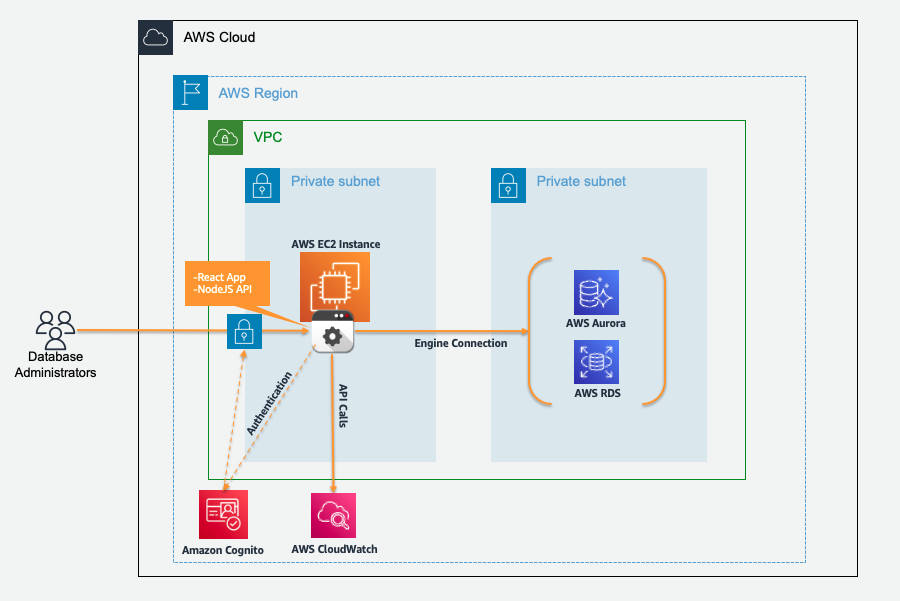 AWS Cloud
AWS Region
VPC
Private subnet
Private subnet
AWS EC2 Instance
-React App
-NodeJS API
AWS Aurora
Engine Connection
Database
Administrators
AWS RDS
Authentication
API Calls
Amazon Cognito
AWS CloudWatch